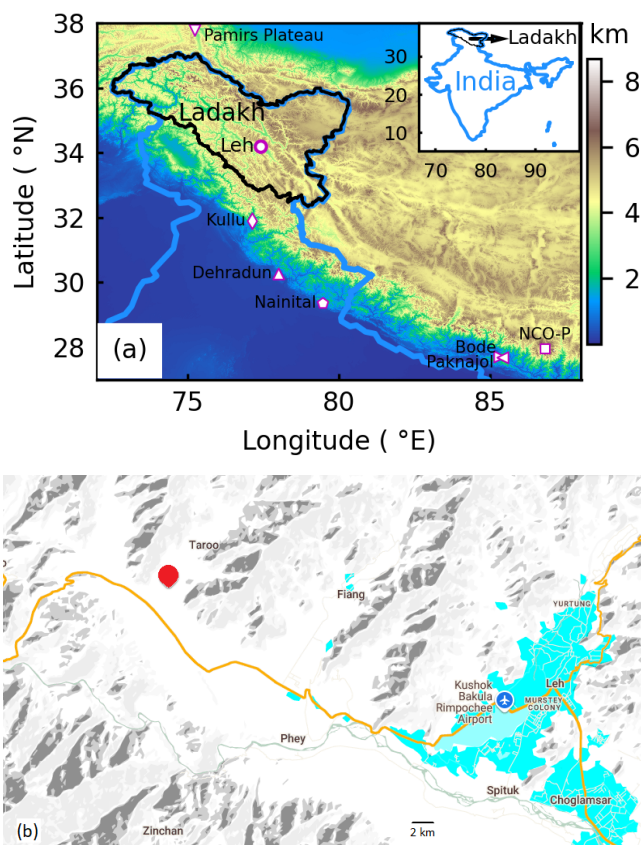 38
36
34
32
30
28
Latitude ( °N)
75
80
85
Longitude ( °E)
Pamirs Plateau
Ladakh
Leh
Kullu
Dehradun
Nainital
NCO-P
Bode
Paknajol
(a)
Ladakh
India
30
20
10
70
80
90
km
8
6
4
2
Taroo
Fiang
YURTUNG
Leh
Kushok
Bakula
Rimpochee
Airport
MURSTEY
COLONY
Phey
Spituk
Choglamsar
Zinchan
2 km
(b)